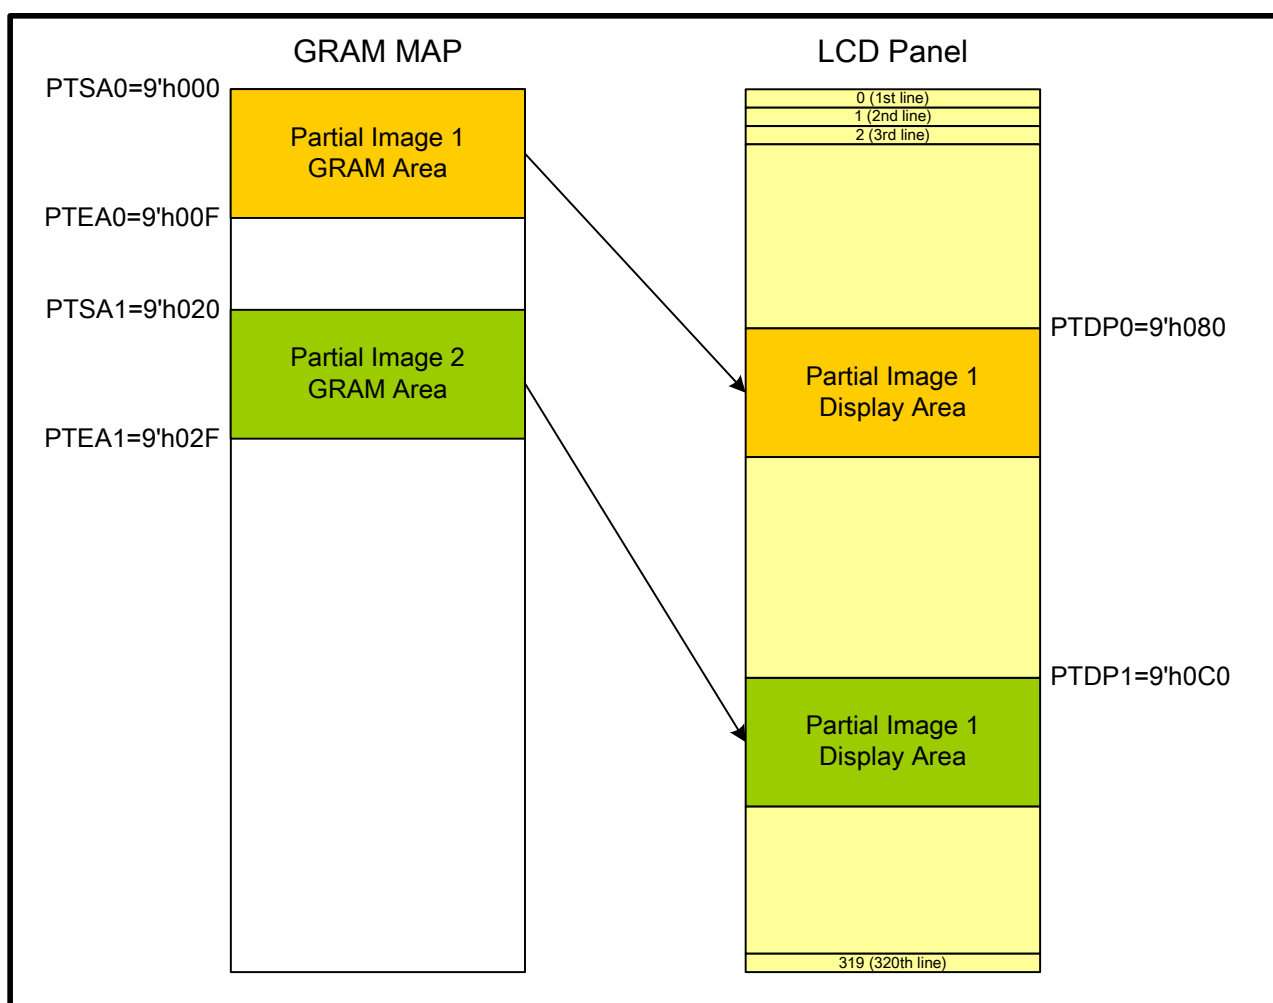 GRAM MAP
PTSA0=9'h000
Partial Image 1
GRAM Area
PTEA0=9'h00F
PTSA1=9'h020
Partial Image 2
GRAM Area
PTEA1=9'h02F
LCD Panel
0 (1st line)
1 (2nd line)
2 (3rd line)
PTDP0=9'h080
Partial Image 1
Display Area
PTDP1=9'h0C0
Partial Image 1
Display Area
319 (320th line)